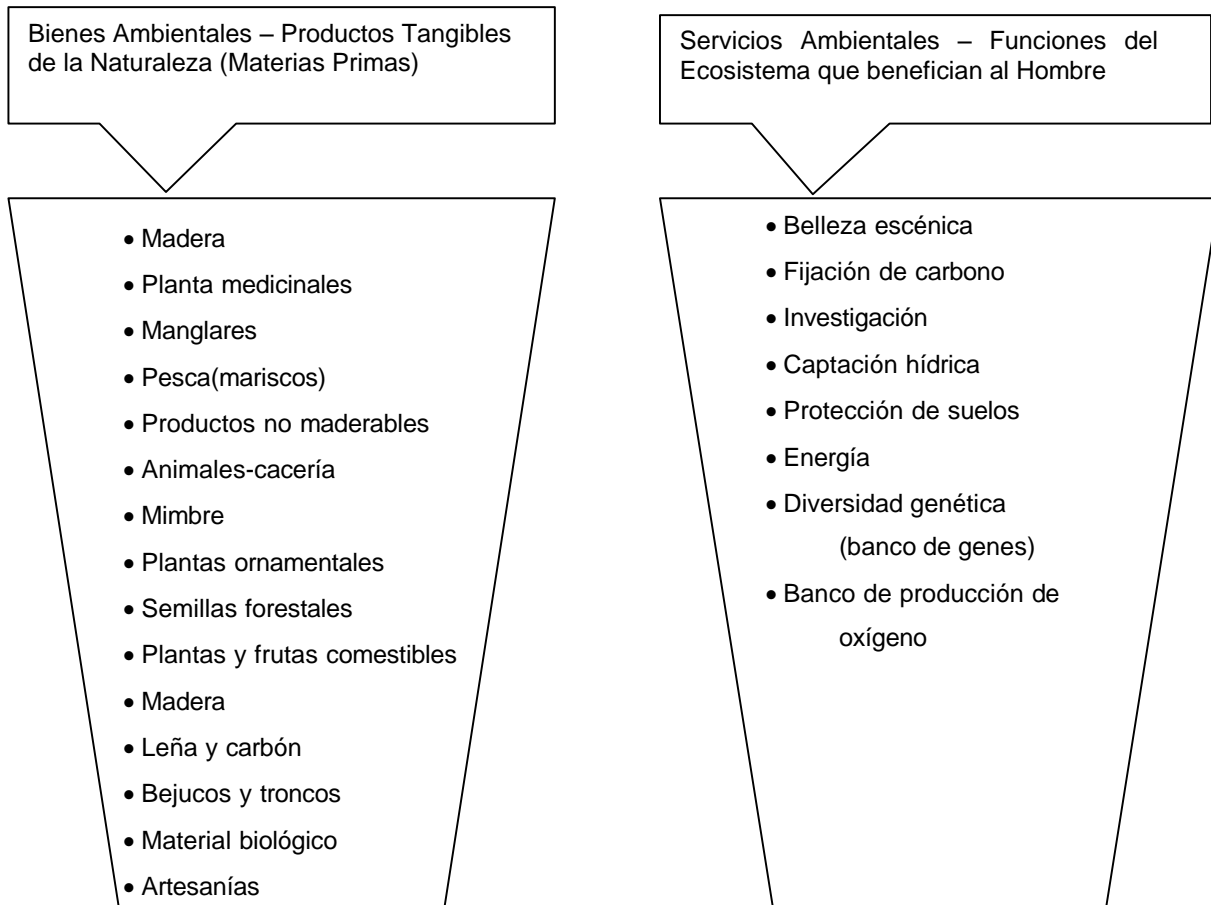 Bienes Ambientales – Productos Tangibles
de la Naturaleza (Materias Primas)
• Madera
• Planta medicinales
• Manglares
• Pesca(mariscos)
• Productos no maderables
• Animales-cacería
• Mimbre
• Plantas ornamentales
• Semillas forestales
• Plantas y frutas comestibles
• Madera
• Leña y carbón
• Bejucos y troncos
• Material biológico
• Artesanías
Servicios Ambientales – Funciones del
Ecosistema que benefician al Hombre
• Belleza escénica
• Fijación de carbono
• Investigación
• Captación hídrica
• Protección de suelos
• Energía
• Diversidad genética
(banco de genes)
• Banco de producción de
oxígeno